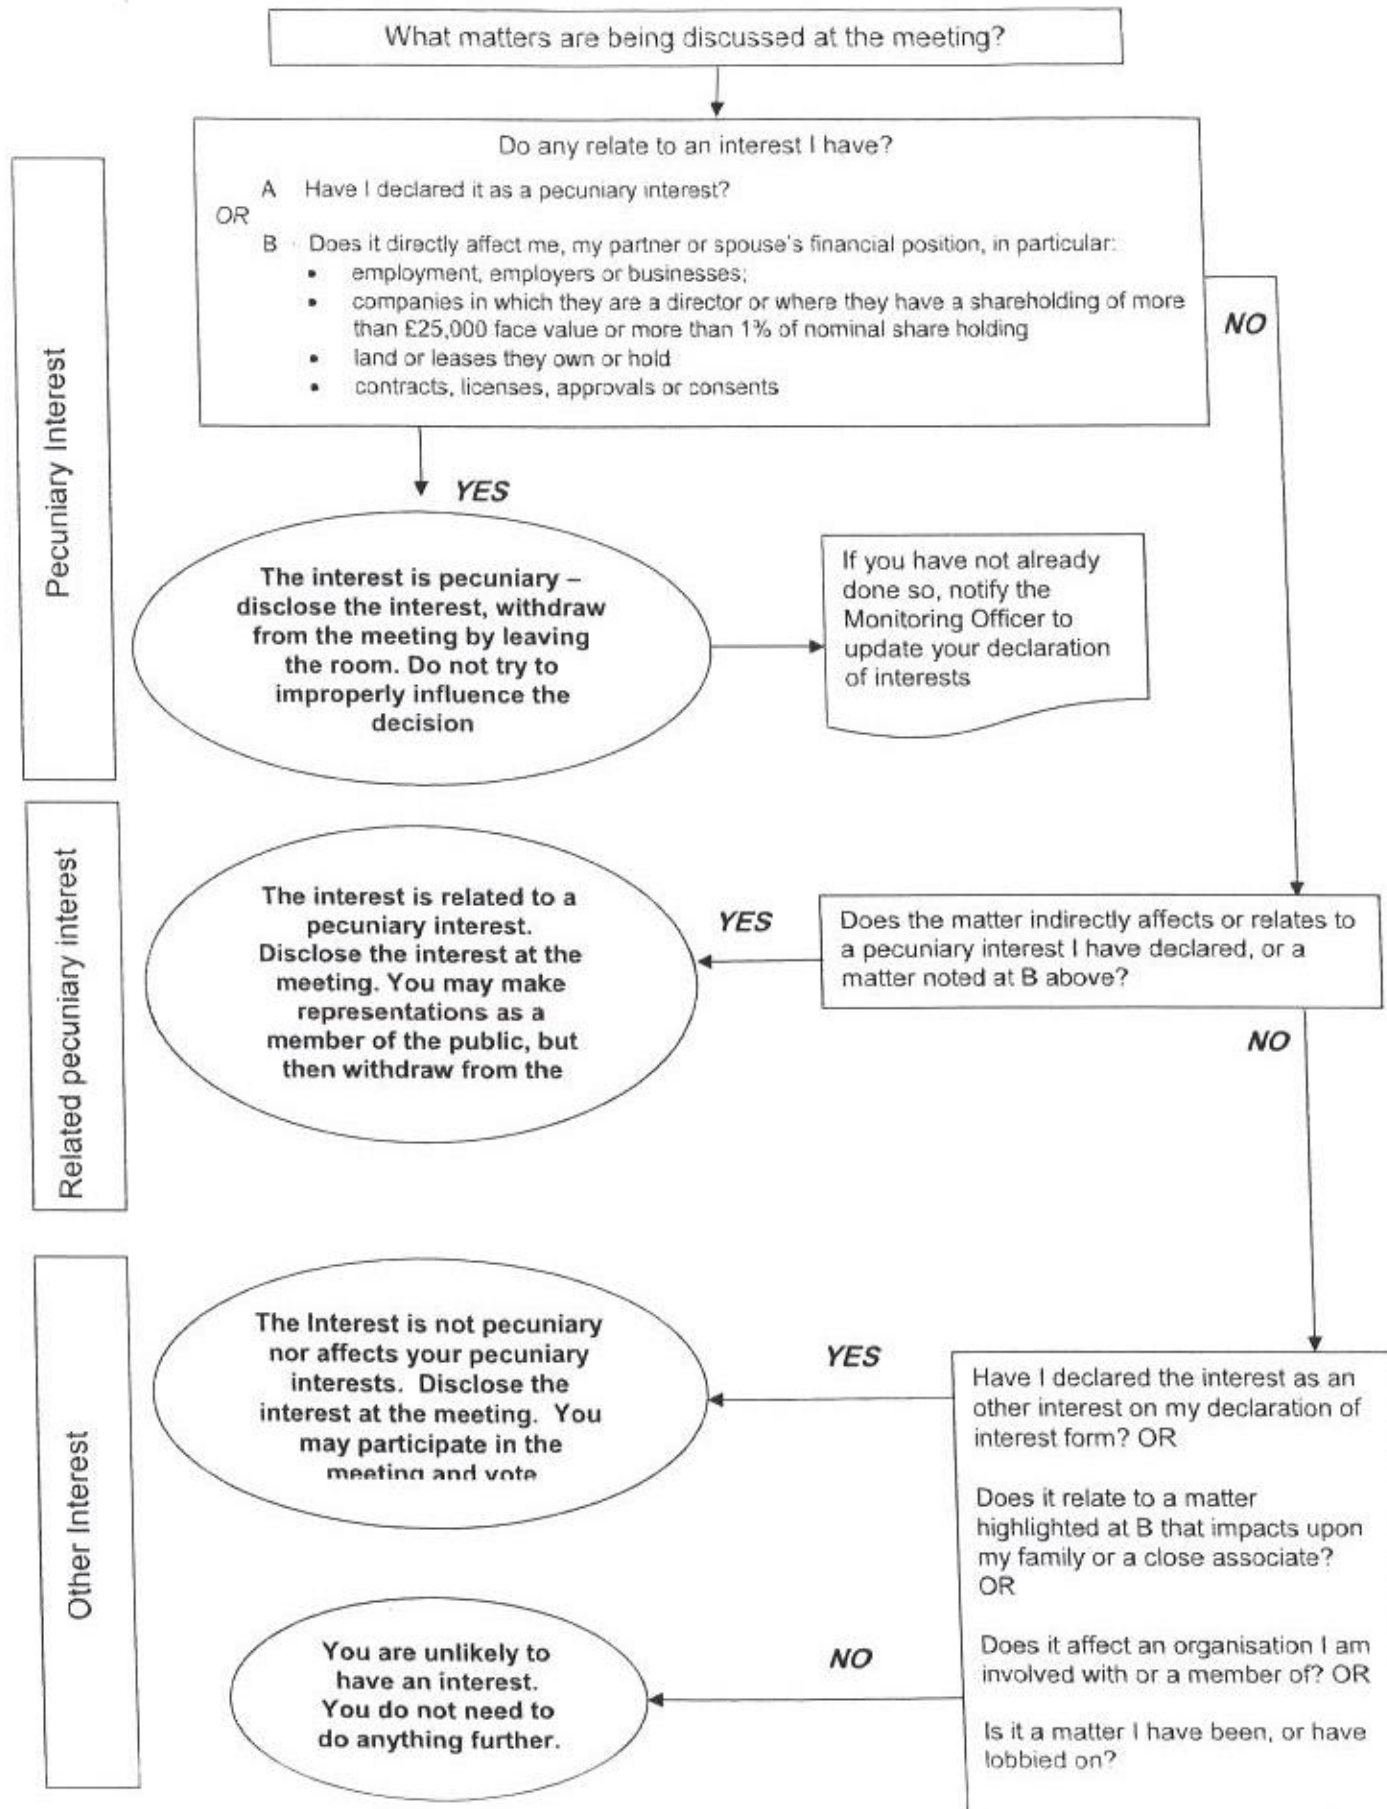 What matters are being discussed at the meeting?
Do any relate to an interest I have?
A Have I declared it as a pecuniary interest?
OR
B Does it directly affect me, my partner or spouse's financial position, in particular:
• employment, employers or businesses;
• companies in which they are a director or where they have a shareholding of more
than £25,000 face value or more than 1% of nominal share holding
• land or leases they own or hold
• contracts, licenses, approvals or consents
NO
Pecuniary Interest
YES
The interest is pecuniary –
disclose the interest, withdraw
from the meeting by leaving
the room. Do not try to
improperly influence the
decision
If you have not already
done so, notify the
Monitoring Officer to
update your declaration
of interests
Related pecuniary interest
The interest is related to a
pecuniary interest.
Disclose the interest at the
meeting. You may make
representations as a
member of the public, but
then withdraw from the
YES
Does the matter indirectly affects or relates to
a pecuniary interest I have declared, or a
matter noted at B above?
NO
Other Interest
The Interest is not pecuniary
nor affects your pecuniary
interests. Disclose the
interest at the meeting. You
may participate in the
meeting and vote
YES
Have I declared the interest as an
other interest on my declaration of
interest form? OR
Does it relate to a matter
highlighted at B that impacts upon
my family or a close associate?
OR
Does it affect an organisation I am
involved with or a member of? OR
Is it a matter I have been, or have
lobbied on?
NO
You are unlikely to
have an interest.
You do not need to
do anything further.